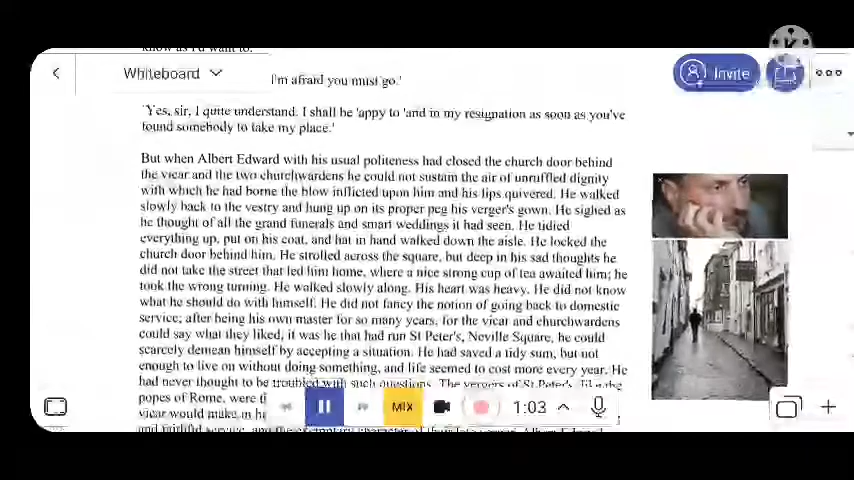 Whiteboard
Invite
I'm afraid you must go.'
'Yes, sir, I quite understand. I shall be 'appy to 'and in my resignation as soon as you've
found somebody to take my place.'
But when Albert Edward with his usual politeness had closed the church door behind
the vicar and the two churchwardens he could not sustain the air of unruffled dignity
with which he had borne the blow inflicted upon him and his lips quivered. He walked
slowly back to the vestry and hung up on its proper peg his verger's gown. He sighed as
he thought of all the grand funerals and smart weddings it had seen. He tidied
everything up, put on his coat, and hat in hand walked down the aisle. He locked the
church door behind him. He strolled across the square, but deep in his sad thoughts he
did not take the street that led him home, where a nice strong cup of tea awaited him; he
took the wrong turning. He walked slowly along. His heart was heavy. He did not know
what he should do with himself. He did not fancy the notion of going back to domestic
service; after being his own master for so many years, for the vicar and churchwardens
could say what they liked, it was he that had run St Peter's, Neville Square, he could
scarcely demean himself by accepting a situation. He had saved a tidy sum, but not
enough to live on without doing something, and life seemed to cost more every year. He
had never thought to be troubled with such questions. The vergers of St Peter's, like the
popes of Rome, were
vicar would make in
MIX
1:03
and faithful service, and the